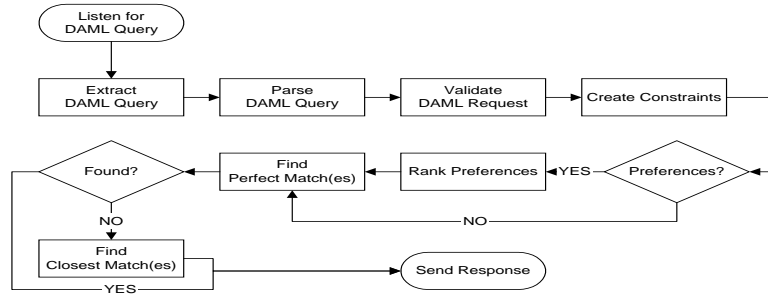 Listen for
DAML Query
Extract
DAML Query
Parse
DAML Query
Validate
DAML Request
Create Constraints
Found?
Find
Perfect Match(es)
Rank Preferences
YES
Preferences?
NO
NO
Find
Closest Match(es)
Send Response
YES